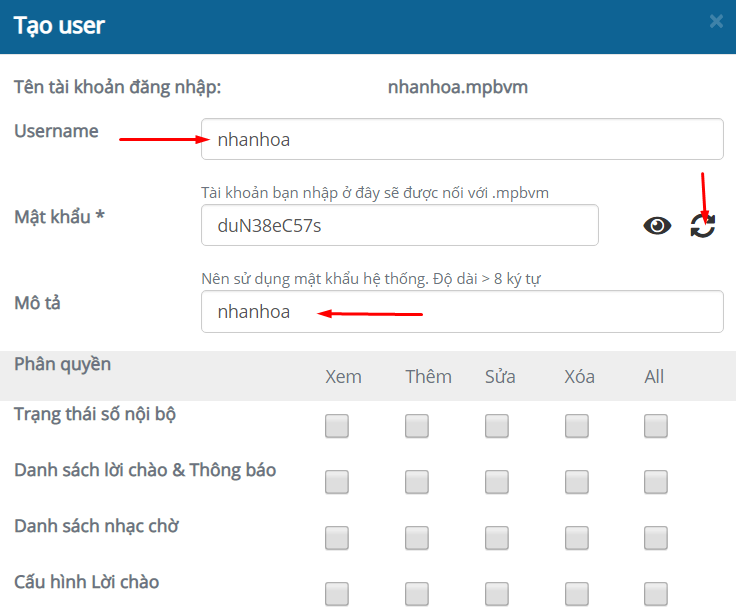 Tạo user
Tên tài khoản đăng nhập: nhanhoa.mpbvm
Username nhanhoa
Tài khoản bạn nhập ở đây sẽ được nối với .mpbvm
Mật khẩu * duN38eC57s
Nên sử dụng mật khẩu hệ thống. Độ dài > 8 ký tự
Mô tả nhanhoa
Phân quyền Xem Thêm Sửa Xóa All
Trạng thái số nội bộ
Danh sách lời chào & Thông báo
Danh sách nhạc chờ
Cấu hình Lời chào